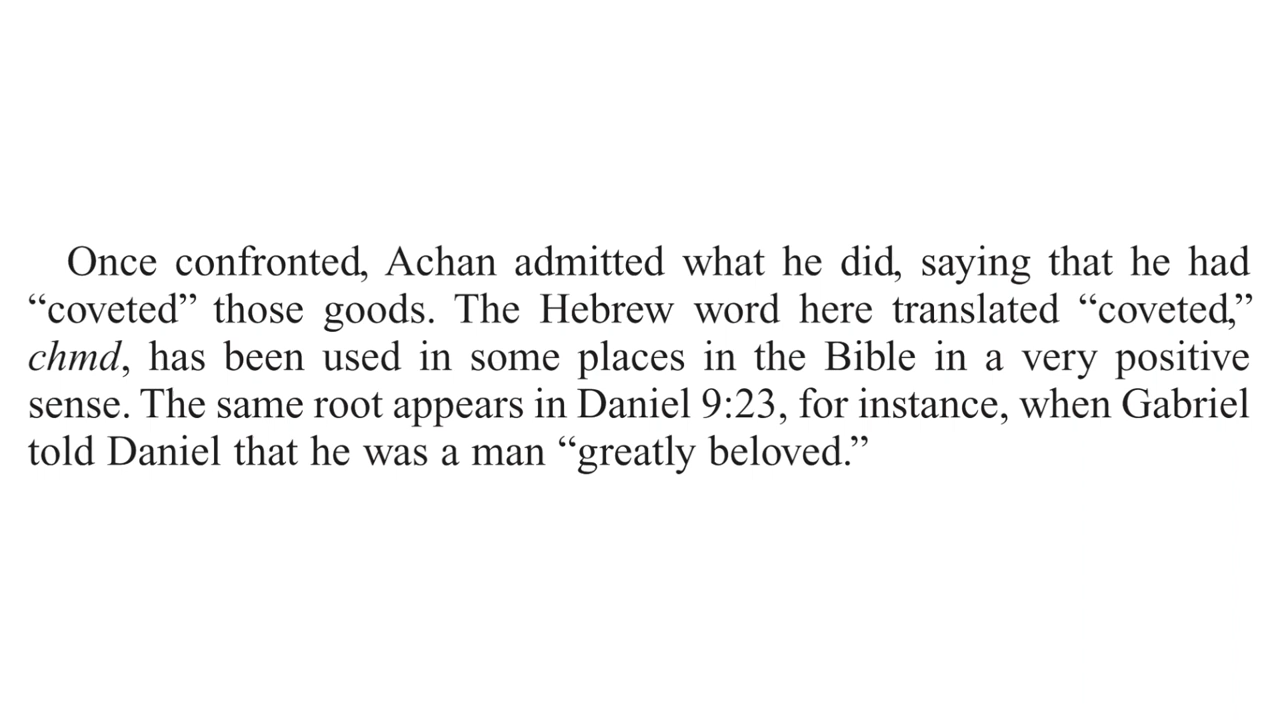 Once confronted, Achan admitted what he did, saying that he had
“coveted” those goods. The Hebrew word here translated “coveted,”
chmd, has been used in some places in the Bible in a very positive
sense. The same root appears in Daniel 9:23, for instance, when Gabriel
told Daniel that he was a man “greatly beloved.”